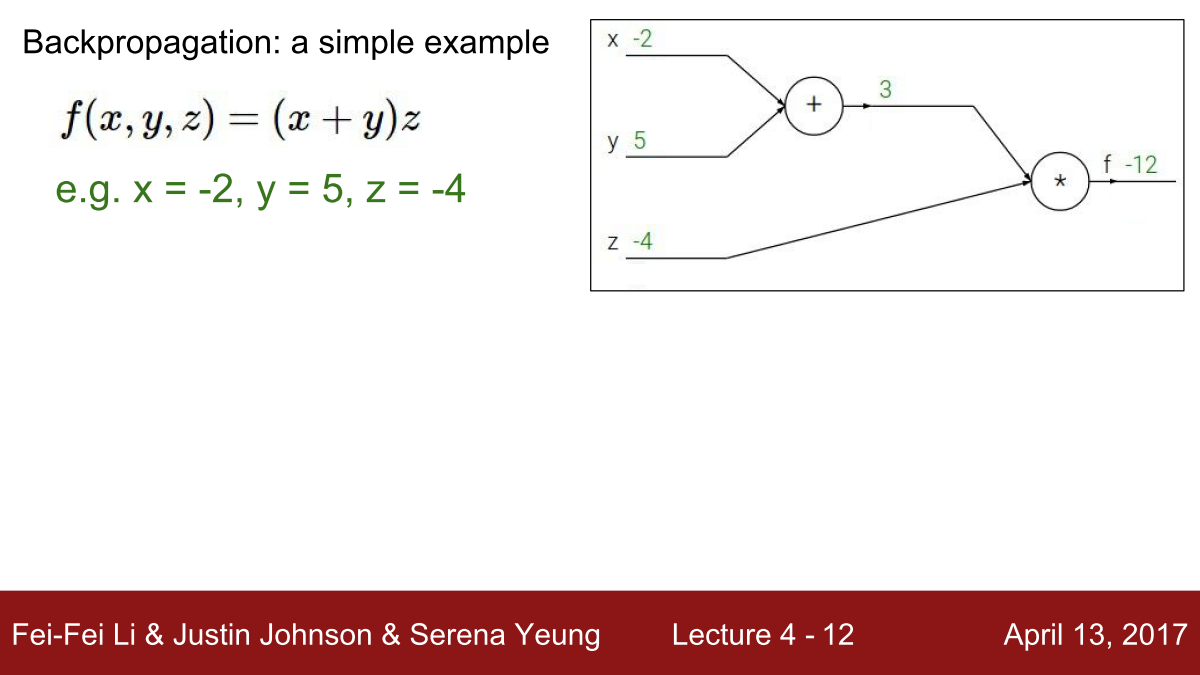 Backpropagation: a simple example
f(x, y, z) = (x + y)z
e.g. x = -2, y = 5, z = -4
x -2
+
3
y 5
*
f -12
z -4
Fei-Fei Li & Justin Johnson & Serena Yeung
Lecture 4 - 12
April 13, 2017